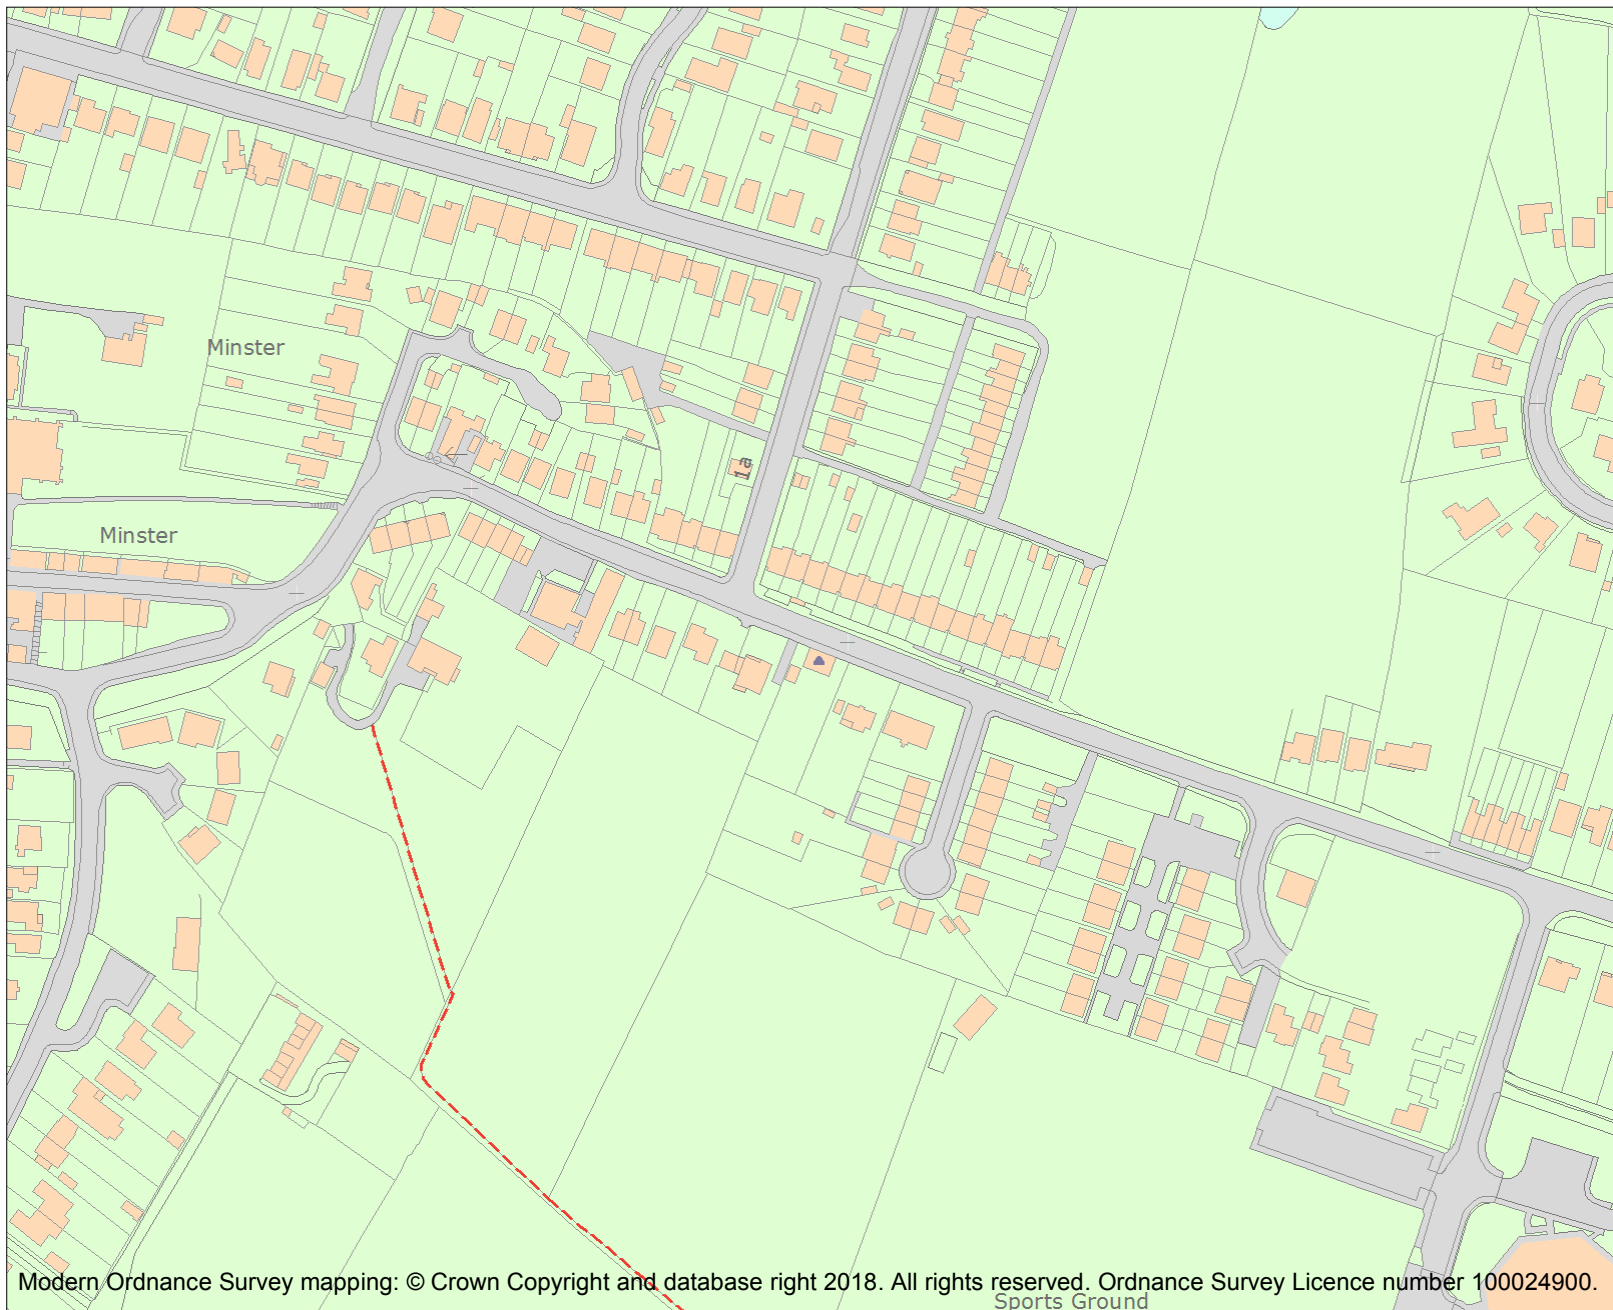 Minster
1a
Minster
Modern Ordnance Survey mapping: © Crown Copyright and database right 2018. All rights reserved. Ordnance Survey Licence number 100024900.
Sports Ground